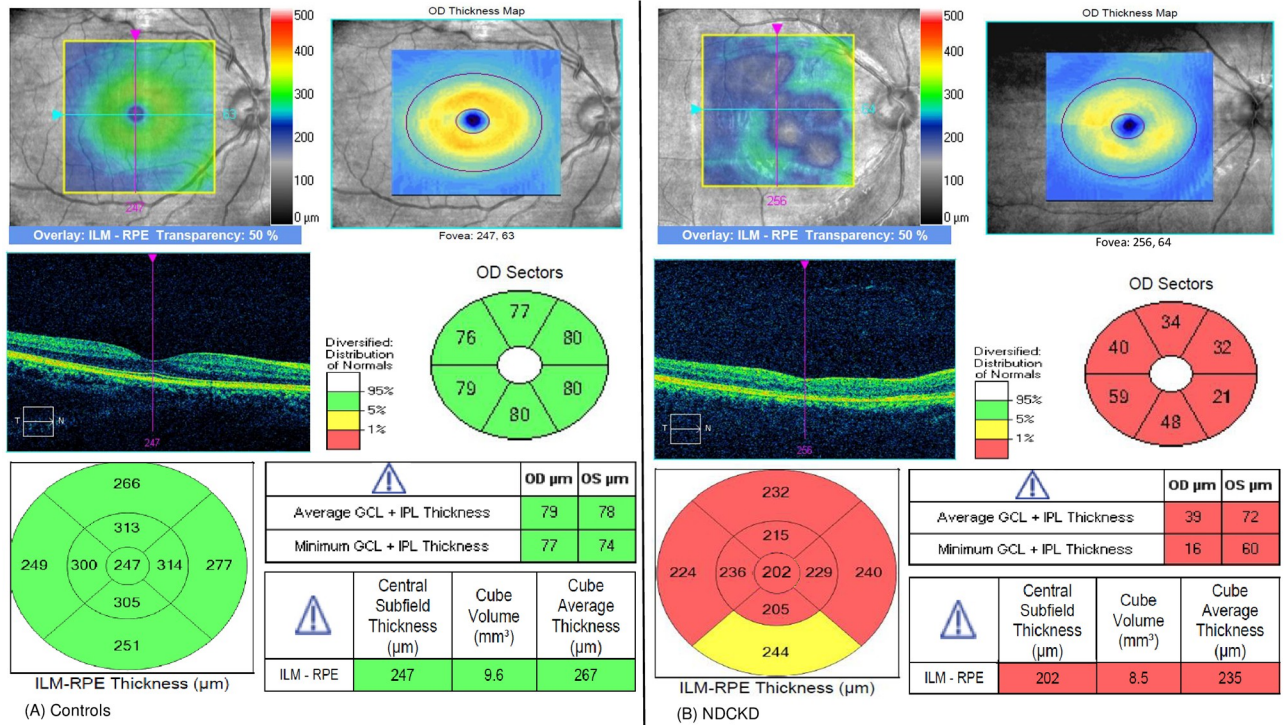 OD Thickness Map
500
400
300
200
100
0 µm
247
Overlay: ILM - RPE Transparency: 50 %
Fovea: 247, 63
OD Sectors
77
76
80
79
80
80
Diversified:
Distribution
of Normals
95%
5%
1%
T
N
247
266
313
249
300
247
314
277
305
251
ILM-RPE Thickness (µm)
OD µm OS µm
Average GCL + IPL Thickness 79 78
Minimum GCL + IPL Thickness 77 74
Central
Subfield
Thickness
(µm)
Cube
Volume
(mm³)
Cube
Average
Thickness
(µm)
ILM - RPE 247 9.6 267
(A) Controls
OD Thickness Map
500
400
300
200
100
0 µm
256
Overlay: ILM - RPE Transparency: 50 %
Fovea: 256, 64
OD Sectors
34
40
32
59
21
48
Diversified:
Distribution
of Normals
95%
5%
1%
T
N
256
232
215
224
236
202
229
240
205
244
ILM-RPE Thickness (µm)
OD µm OS µm
Average GCL + IPL Thickness 39 72
Minimum GCL + IPL Thickness 16 60
Central
Subfield
Thickness
(µm)
Cube
Volume
(mm³)
Cube
Average
Thickness
(µm)
ILM - RPE 202 8.5 235
(B) NDCKD